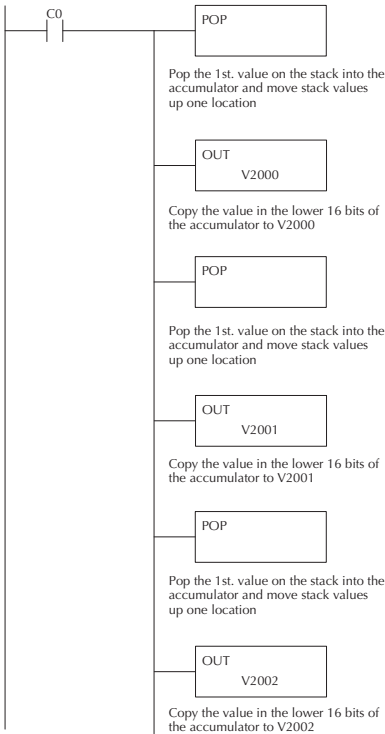 C0
POP
Pop the 1st. value on the stack into the
accumulator and move stack values
up one location
OUT
V2000
Copy the value in the lower 16 bits of
the accumulator to V2000
POP
Pop the 1st. value on the stack into the
accumulator and move stack values
up one location
OUT
V2001
Copy the value in the lower 16 bits of
the accumulator to V2001
POP
Pop the 1st. value on the stack into the
accumulator and move stack values
up one location
OUT
V2002
Copy the value in the lower 16 bits of
the accumulator to V2002